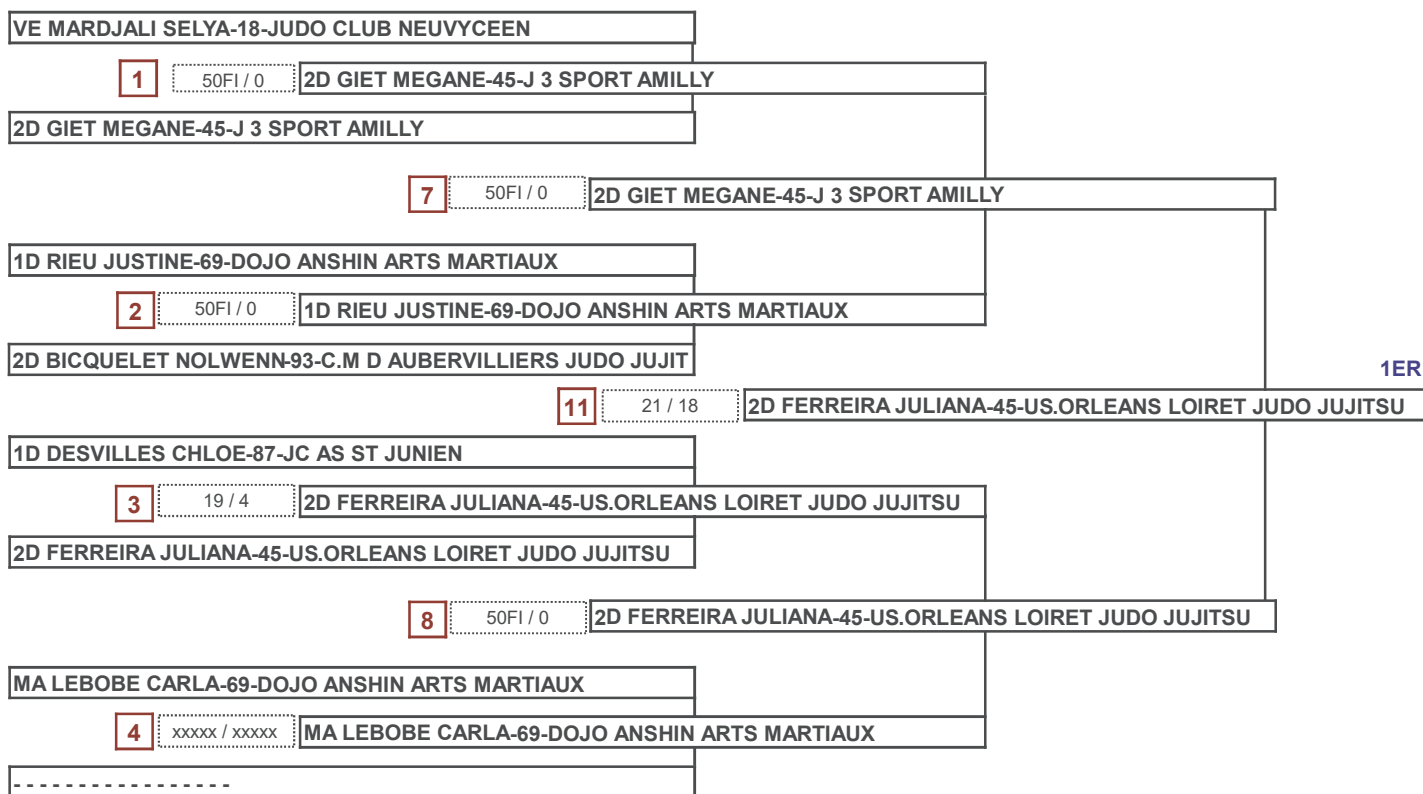 VE MARDJALI SELYA-18-JUDO CLUB NEUVYCEEN
1 50FI / 0 2D GIET MEGANE-45-J 3 SPORT AMILLY
2D GIET MEGANE-45-J 3 SPORT AMILLY
7 50FI / 0 2D GIET MEGANE-45-J 3 SPORT AMILLY
1D RIEU JUSTINE-69-DOJO ANSHIN ARTS MARTIAUX
2 50FI / 0 1D RIEU JUSTINE-69-DOJO ANSHIN ARTS MARTIAUX
2D BICQUELET NOLWENN-93-C.M D AUBERVILLIERS JUDO JUJIT
1ER
11 21 / 18 2D FERREIRA JULIANA-45-US.ORLEANS LOIRET JUDO JUJITSU
1D DESVILLES CHLOE-87-JC AS ST JUNIEN
3 19 / 4 2D FERREIRA JULIANA-45-US.ORLEANS LOIRET JUDO JUJITSU
2D FERREIRA JULIANA-45-US.ORLEANS LOIRET JUDO JUJITSU
8 50FI / 0 2D FERREIRA JULIANA-45-US.ORLEANS LOIRET JUDO JUJITSU
MA LEBOBE CARLA-69-DOJO ANSHIN ARTS MARTIAUX
4 xxxxx / xxxxx MA LEBOBE CARLA-69-DOJO ANSHIN ARTS MARTIAUX
- - - - - - - - - - - - - - - - -